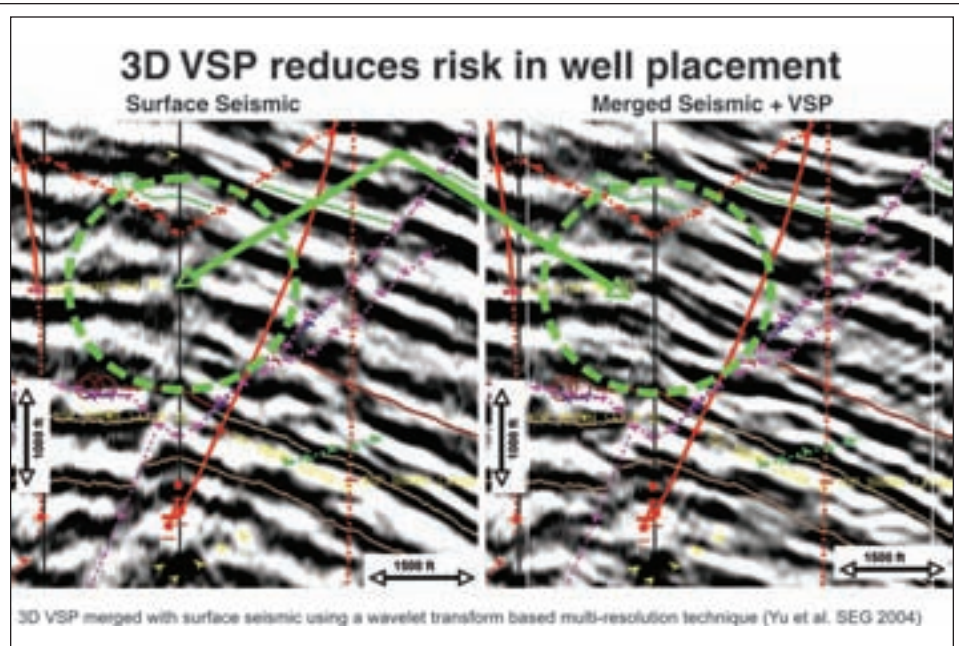 3D VSP reduces risk in well placement
Surface Seismic
Merged Seismic + VSP
1000 ft
1000 ft
1500 ft
1500 ft
3D VSP merged with surface seismic using a wavelet transform based multi-resolution technique (Yu et al. SEG 2004)